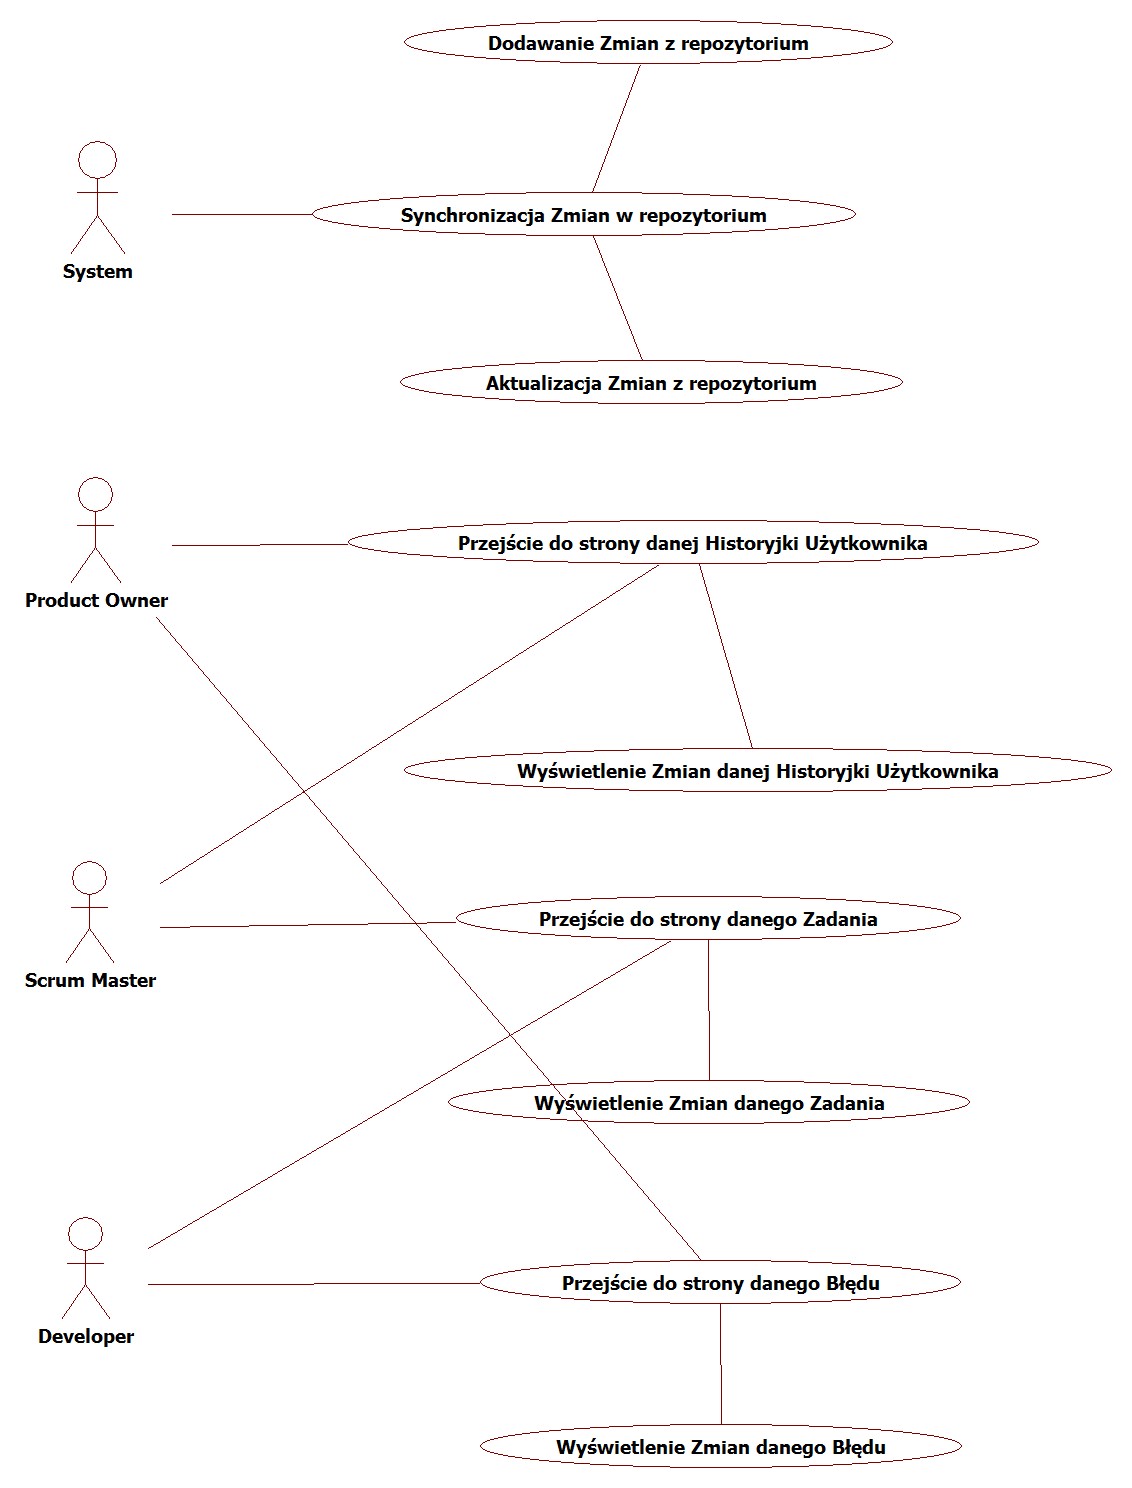 Dodawanie Zmian z repozytorium
Synchronizacja Zmian w repozytorium
System
Aktualizacja Zmian z repozytorium
Przejście do strony danej Historyjki Użytkownika
Product Owner
Wyświetlenie Zmian danej Historyjki Użytkownika
Przejście do strony danego Zadania
Scrum Master
Wyświetlenie Zmian danego Zadania
Przejście do strony danego Błędu
Developer
Wyświetlenie Zmian danego Błędu